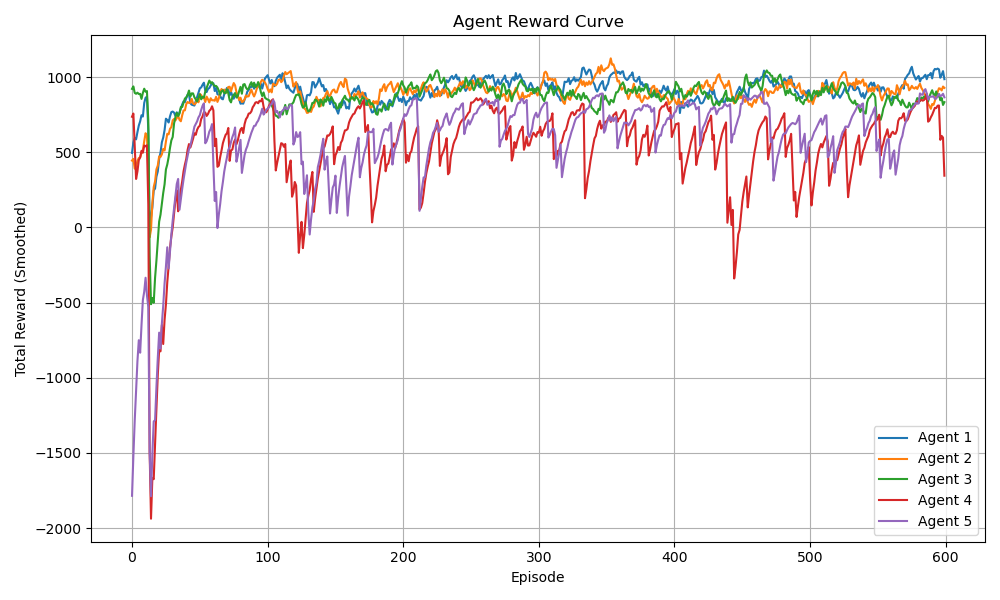 Agent Reward Curve
Total Reward (Smoothed)
1000
500
0
−500
−1000
−1500
−2000
0 100 200 300 400 500 600
Episode
Agent 1
Agent 2
Agent 3
Agent 4
Agent 5